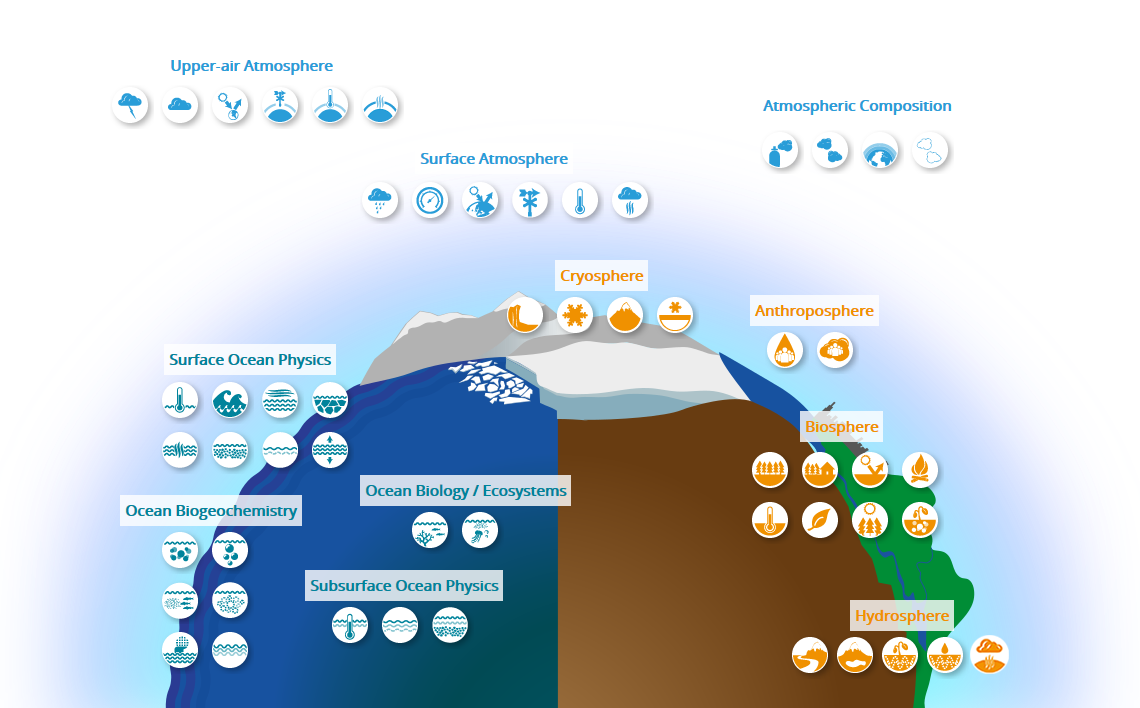 Upper-air Atmosphere
Atmospheric Composition
Surface Atmosphere
Cryosphere
Anthroposphere
Surface Ocean Physics
Biosphere
Ocean Biology / Ecosystems
Ocean Biogeochemistry
Subsurface Ocean Physics
Hydrosphere